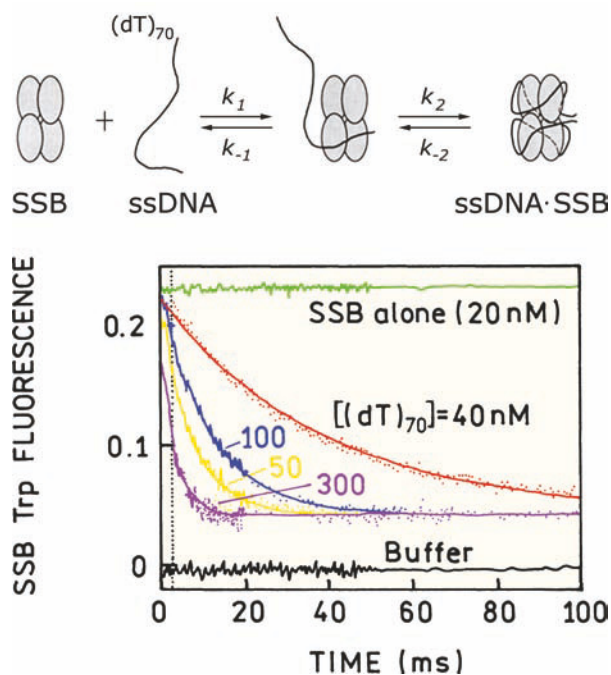 (dT)70
k1
k-1
k2
k-2
+
SSB
ssDNA
ssDNA·SSB
SSB Trp FLUORESCENCE
0.2
0.1
0
SSB alone (20 nM)
[(dT)70]=40 nM
100
50
300
Buffer
0 20 40 60 80 100
TIME (ms)